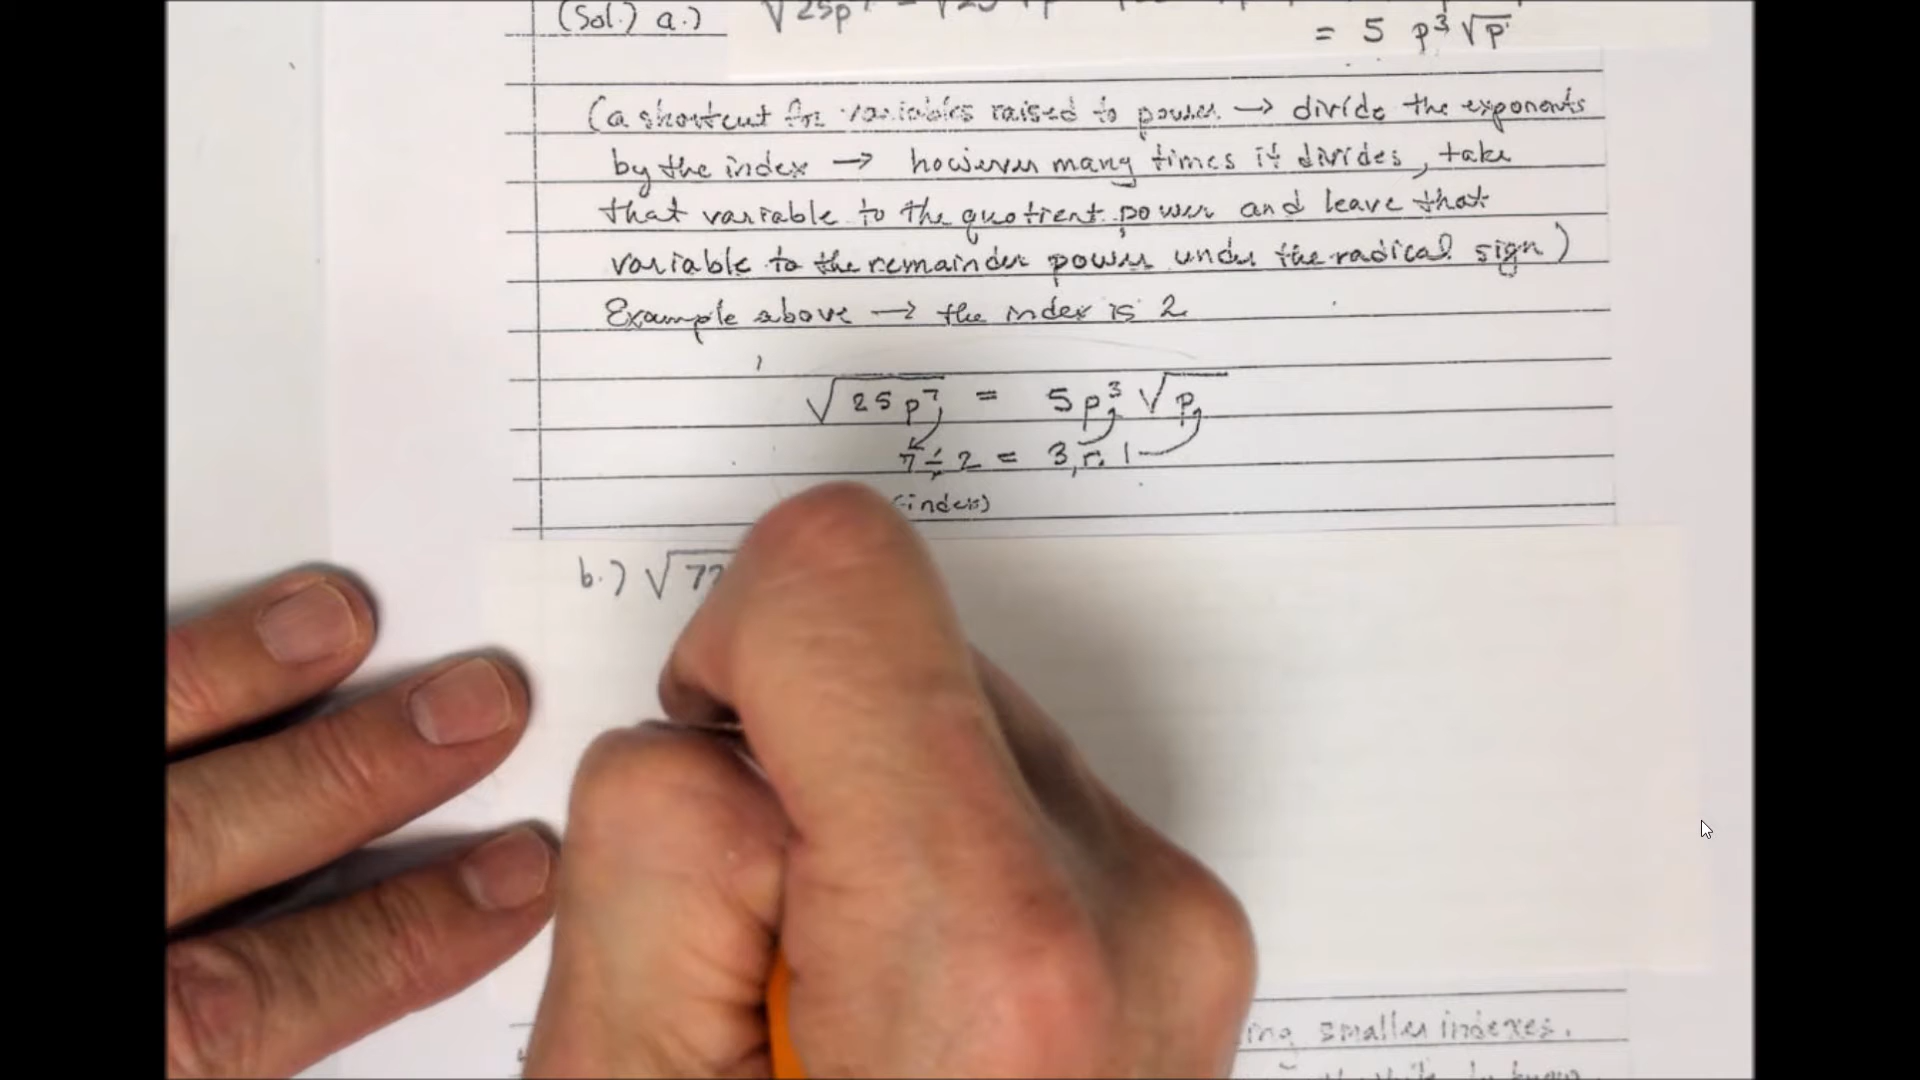 (Sol.) a.) √25p⁷ =
= 5 p³ √p
(a shortcut for variables raised to power → divide the exponents
by the index → however many times it divides, take
that variable to the quotient power and leave that
variable to the remainder power under the radical sign)
Example above → the index is 2
√25p⁷ = 5p³ √p
7 ÷ 2 = 3, r. 1
(index)
b.) √72
smaller indexes.